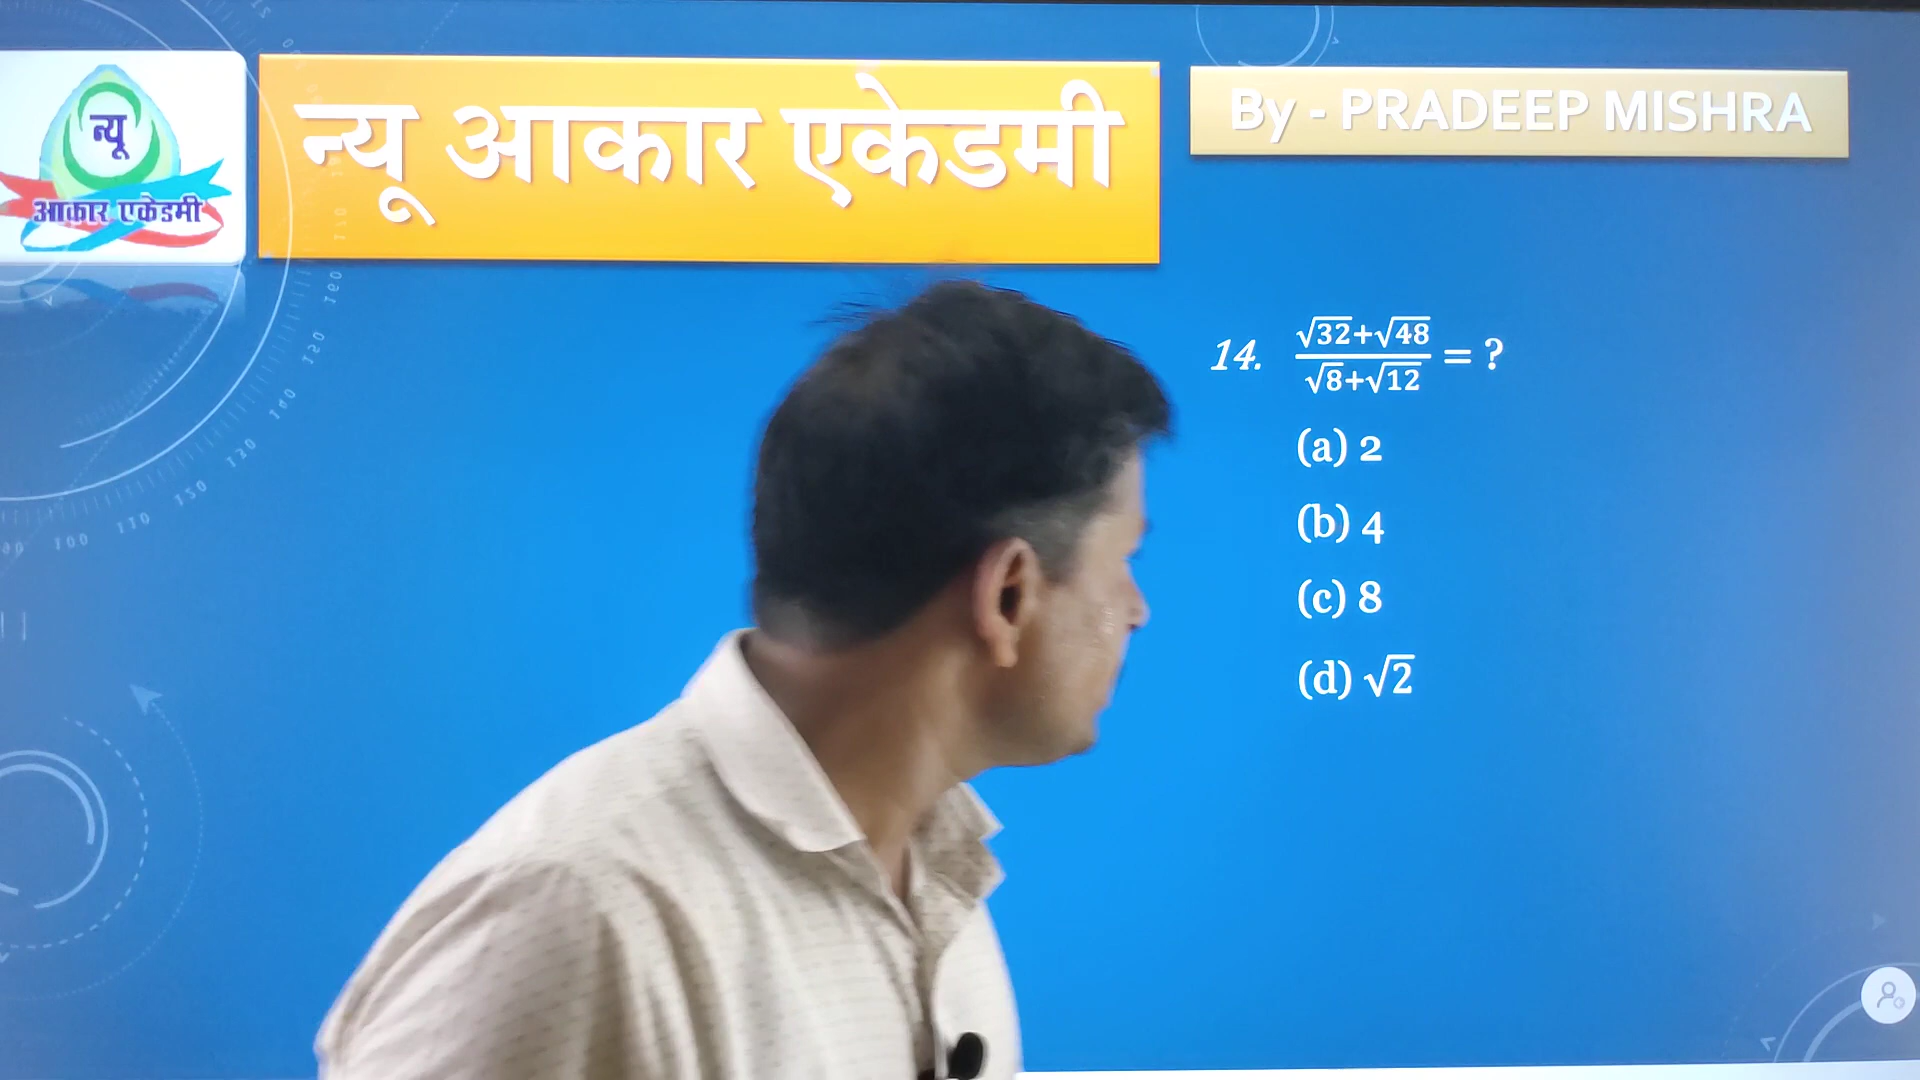 न्यू
आकार एकेडमी
न्यू आकार एकेडमी
By - PRADEEP MISHRA
14. (√32+√48)/(√8+√12) = ?
(a) 2
(b) 4
(c) 8
(d) √2